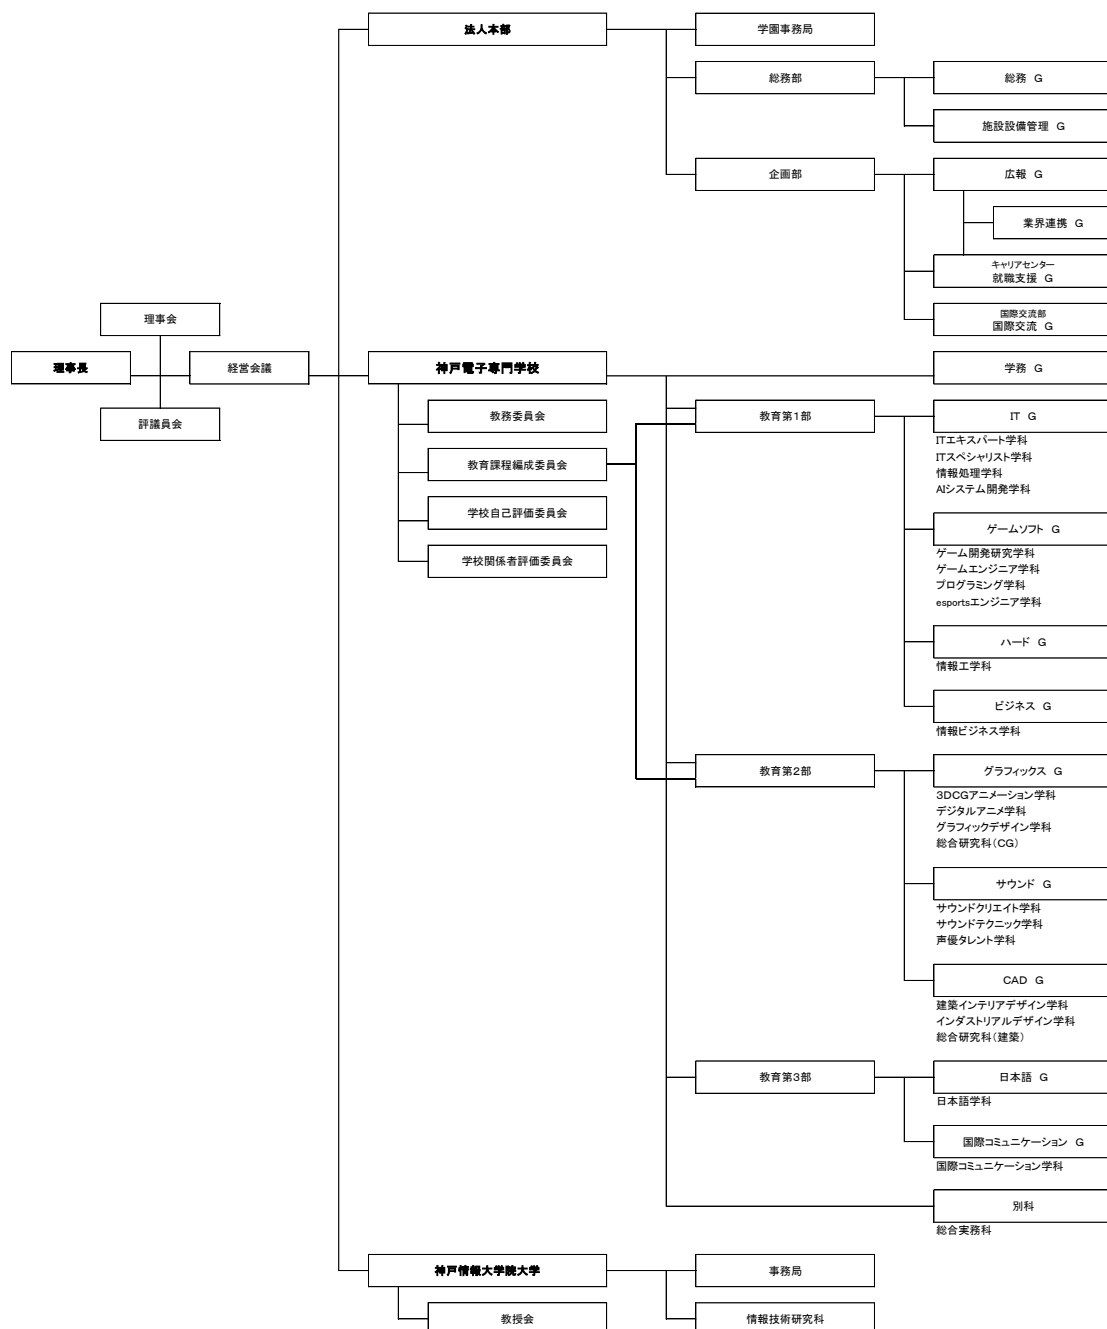 法人本部
学園事務局
総務部
総務 G
施設設備管理 G
企画部
広報 G
業界連携 G
キャリアセンター
就職支援 G
国際交流部
国際交流 G
理事会
理事長
経営会議
評議員会
神戸電子専門学校
学務 G
教務委員会
教育課程編成委員会
学校自己評価委員会
学校関係者評価委員会
教育第1部
IT G
ITエキスパート学科
ITスペシャリスト学科
情報処理学科
AIシステム開発学科
ゲームソフト G
ゲーム開発研究学科
ゲームエンジニア学科
プログラミング学科
esportsエンジニア学科
ハード G
情報工学科
ビジネス G
情報ビジネス学科
教育第2部
グラフィックス G
3DCGアニメーション学科
デジタルアニメ学科
グラフィックデザイン学科
総合研究科(CG)
サウンド G
サウンドクリエイト学科
サウンドテクニック学科
声優タレント学科
CAD G
建築インテリアデザイン学科
インダストリアルデザイン学科
総合研究科(建築)
教育第3部
日本語 G
日本語学科
国際コミュニケーション G
国際コミュニケーション学科
別科
総合実務科
神戸情報大学院大学
事務局
教授会
情報技術研究科